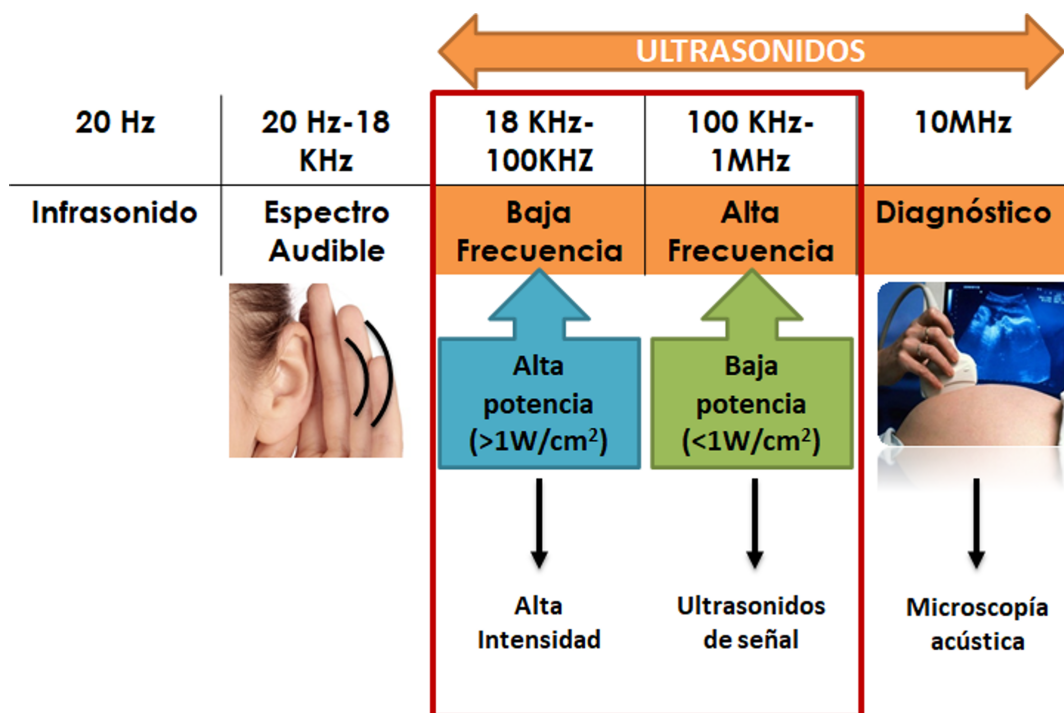 ULTRASONIDOS
20 Hz
20 Hz-18
KHz
18 KHz-
100KHZ
100 KHz-
1MHz
10MHz
Infrasonido
Espectro
Audible
Baja
Frecuencia
Alta
Frecuencia
Diagnóstico
Alta
potencia
(>1W/cm²)
Baja
potencia
(<1W/cm²)
Alta
Intensidad
Ultrasonidos
de señal
Microscopía
acústica